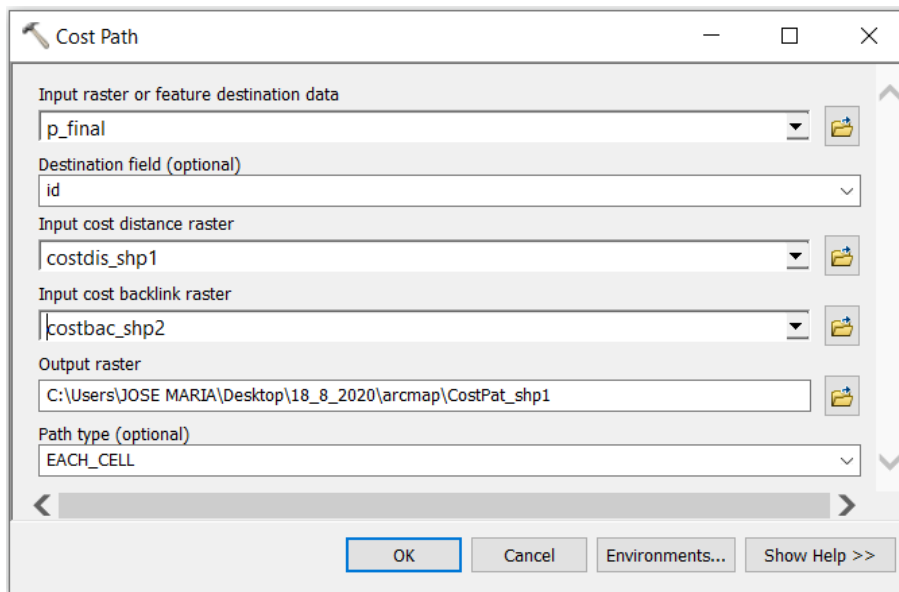 Cost Path
Input raster or feature destination data
p_final
Destination field (optional)
id
Input cost distance raster
costdis_shp1
Input cost backlink raster
costbac_shp2
Output raster
C:\Users\JOSE MARIA\Desktop\18_8_2020\arcmap\CostPat_shp1
Path type (optional)
EACH_CELL
OK Cancel Environments... Show Help >>